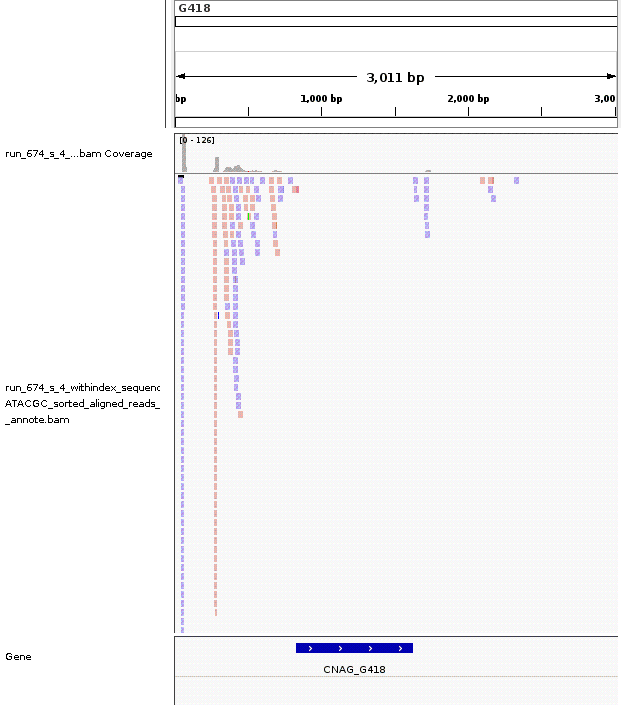 G418
3,011 bp
bp 1,000 bp 2,000 bp 3,00
[0 - 126]
run_674_s_4_...bam Coverage
run_674_s_4_withindex_sequenc
ATACGC_sorted_aligned_reads_
_annote.bam
Gene
CNAG_G418